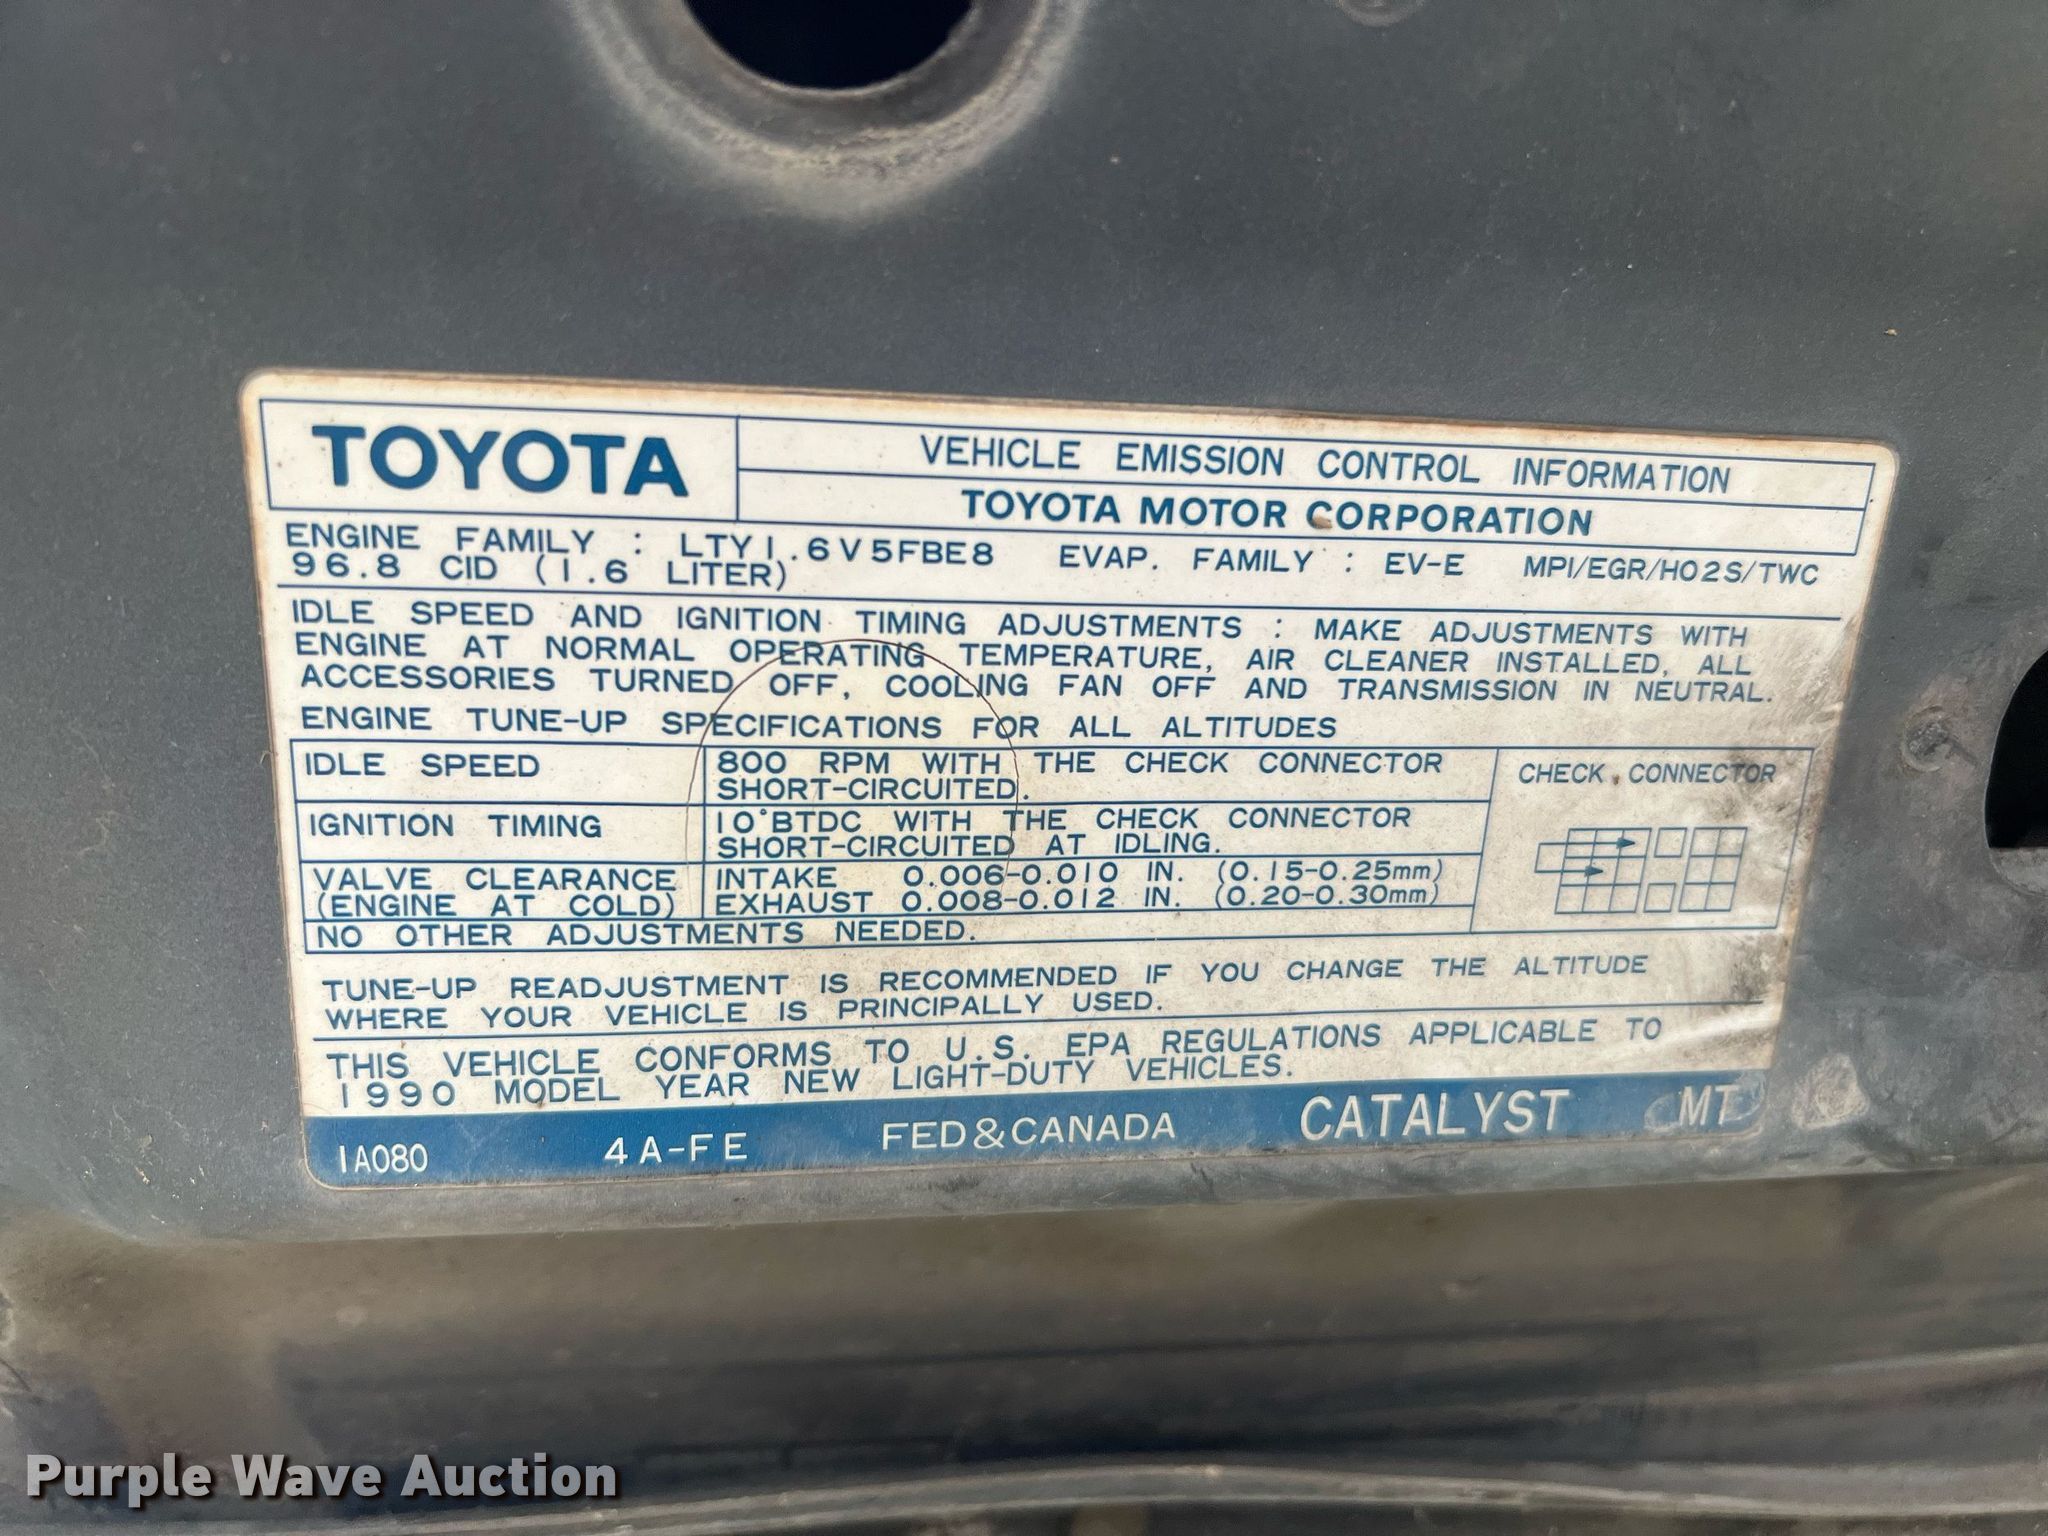 TOYOTA
VEHICLE EMISSION CONTROL INFORMATION
TOYOTA MOTOR CORPORATION
ENGINE FAMILY : LTY1.6V5FBE8 EVAP. FAMILY : EV-E MPI/EGR/HO2S/TWC
96.8 CID (1.6 LITER)
IDLE SPEED AND IGNITION TIMING ADJUSTMENTS : MAKE ADJUSTMENTS WITH
ENGINE AT NORMAL OPERATING TEMPERATURE, AIR CLEANER INSTALLED, ALL
ACCESSORIES TURNED OFF, COOLING FAN OFF AND TRANSMISSION IN NEUTRAL.
ENGINE TUNE-UP SPECIFICATIONS FOR ALL ALTITUDES
IDLE SPEED
800 RPM WITH THE CHECK CONNECTOR
SHORT-CIRCUITED.
IGNITION TIMING
10°BTDC WITH THE CHECK CONNECTOR
SHORT-CIRCUITED AT IDLING.
VALVE CLEARANCE
(ENGINE AT COLD)
INTAKE 0.006-0.010 IN. (0.15-0.25mm)
EXHAUST 0.008-0.012 IN. (0.20-0.30mm)
CHECK CONNECTOR
NO OTHER ADJUSTMENTS NEEDED.
TUNE-UP READJUSTMENT IS RECOMMENDED IF YOU CHANGE THE ALTITUDE
WHERE YOUR VEHICLE IS PRINCIPALLY USED.
THIS VEHICLE CONFORMS TO U.S. EPA REGULATIONS APPLICABLE TO
1990 MODEL YEAR NEW LIGHT-DUTY VEHICLES.
1A080 4A-FE FED&CANADA CATALYST MT
Purple Wave Auction